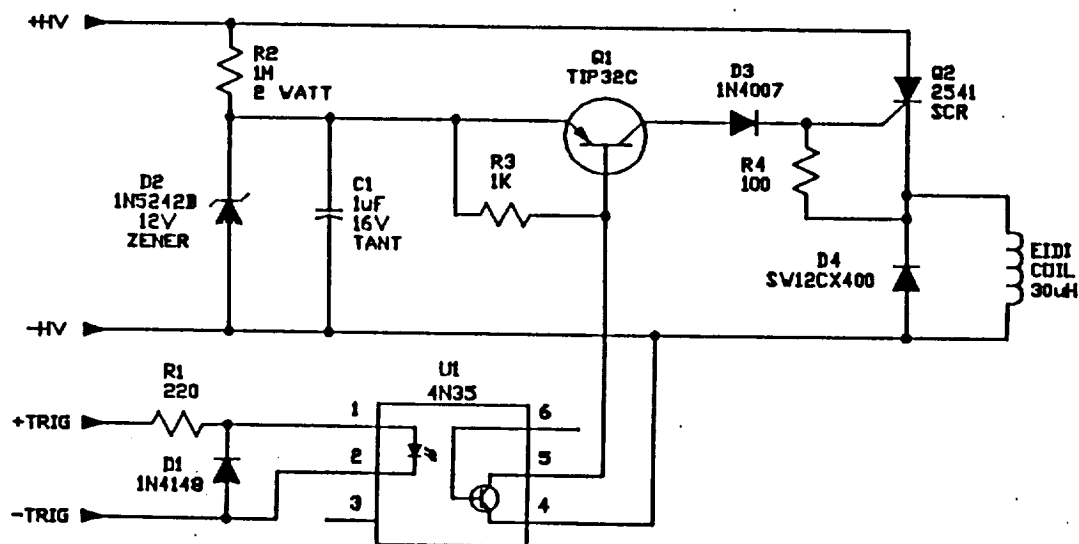 +HV
R2
1M
2 WATT
Q1
TIP32C
D3
1N4007
Q2
2541
SCR
D2
1N5242B
12V
ZENER
C1
1uF
16V
TANT
R3
1K
R4
100
D4
SW12CX400
EIDI
COIL
30uH
-HV
R1
220
U1
4N35
+TRIG
1
6
D1
1N4148
2
5
3
4
-TRIG